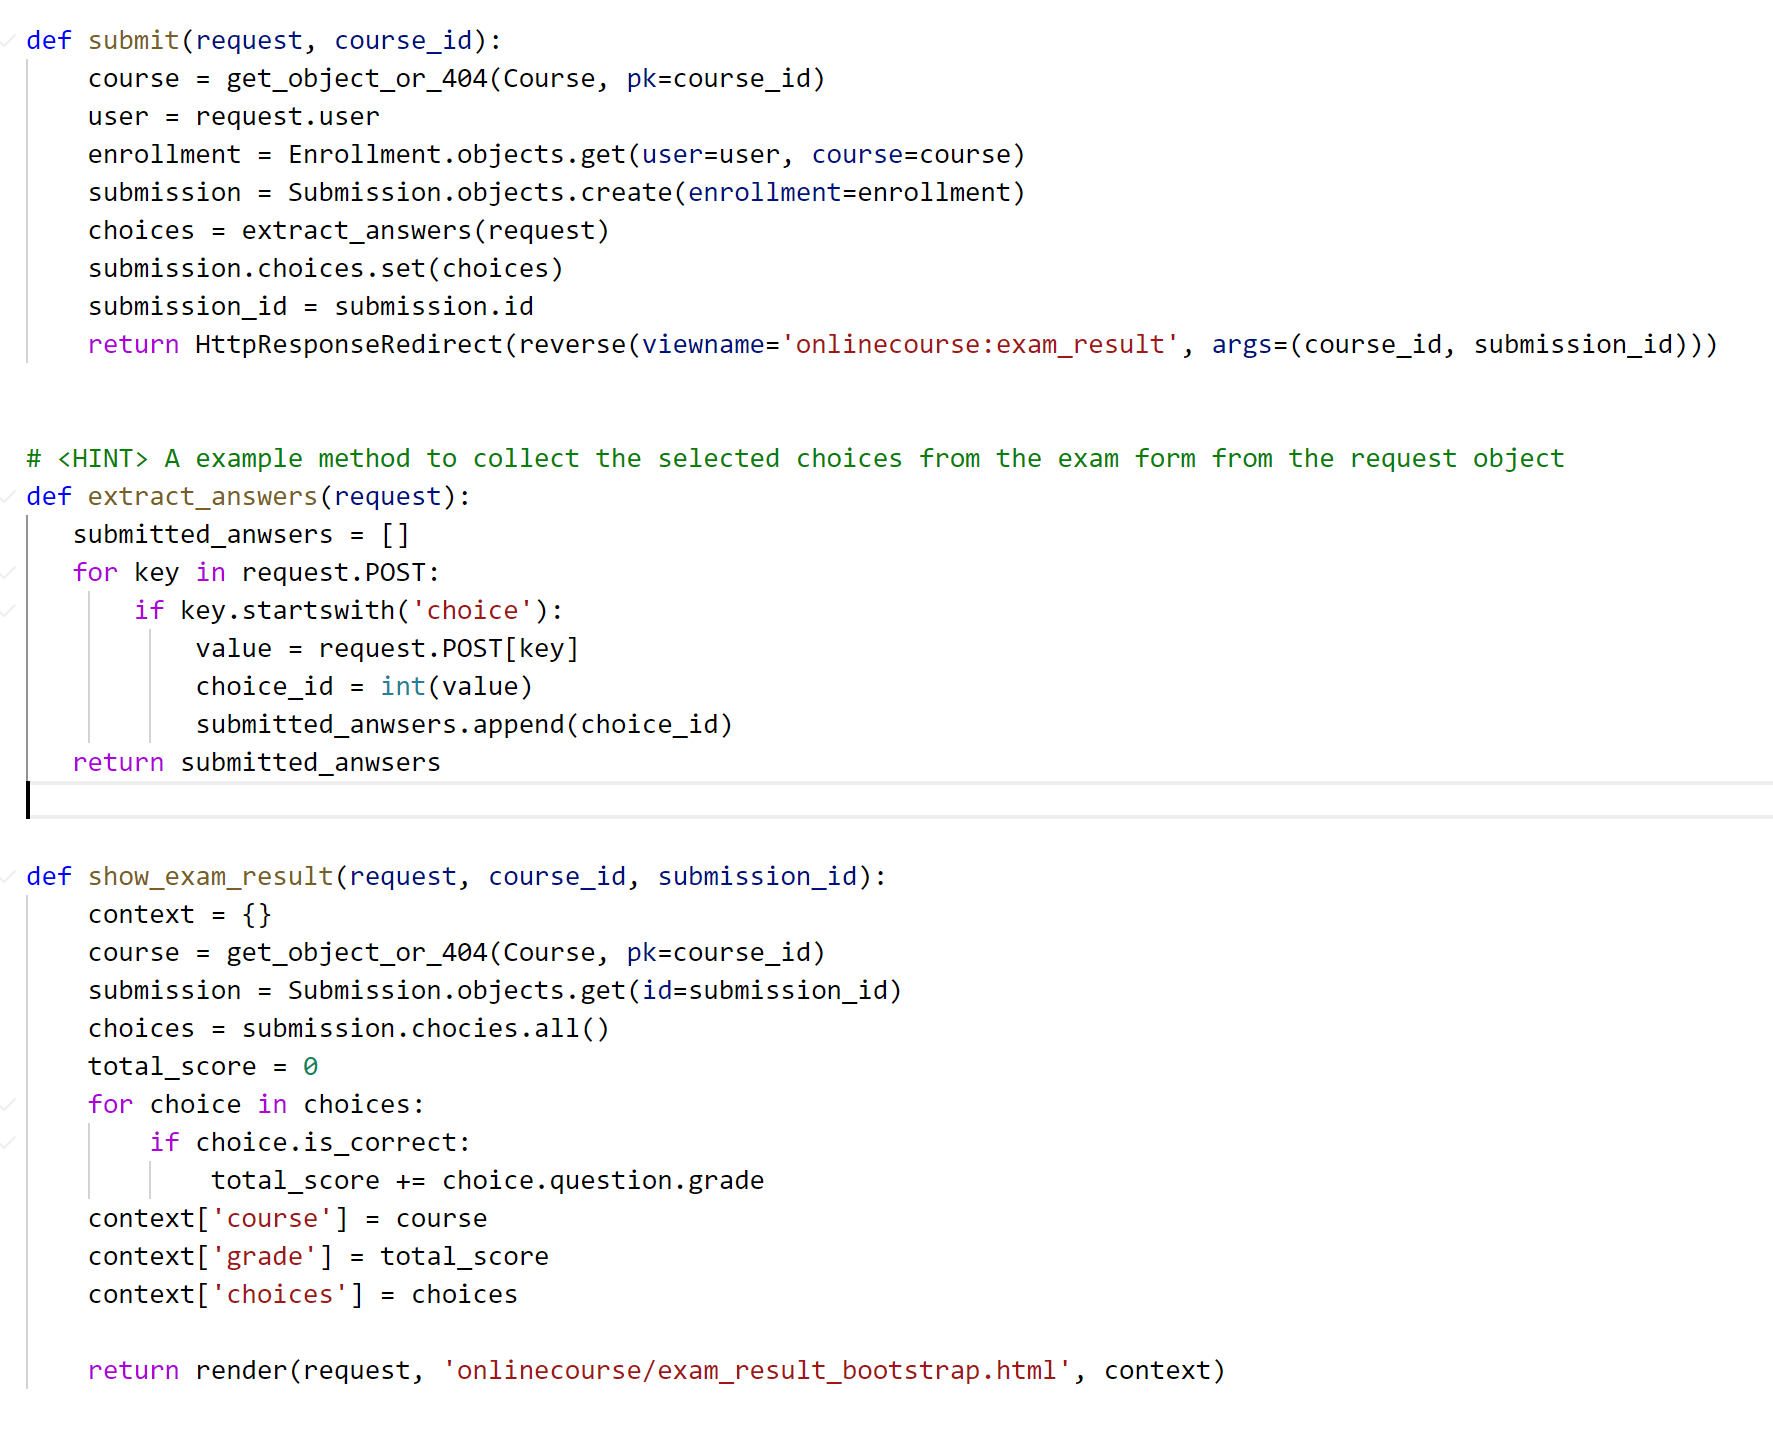 def submit(request, course_id):
    course = get_object_or_404(Course, pk=course_id)
    user = request.user
    enrollment = Enrollment.objects.get(user=user, course=course)
    submission = Submission.objects.create(enrollment=enrollment)
    choices = extract_answers(request)
    submission.choices.set(choices)
    submission_id = submission.id
    return HttpResponseRedirect(reverse(viewname='onlinecourse:exam_result', args=(course_id, submission_id)))
# <HINT> A example method to collect the selected choices from the exam form from the request object
def extract_answers(request):
   submitted_anwsers = []
   for key in request.POST:
       if key.startswith('choice'):
           value = request.POST[key]
           choice_id = int(value)
           submitted_anwsers.append(choice_id)
   return submitted_anwsers
def show_exam_result(request, course_id, submission_id):
    context = {}
    course = get_object_or_404(Course, pk=course_id)
    submission = Submission.objects.get(id=submission_id)
    choices = submission.chocies.all()
    total_score = 0
    for choice in choices:
        if choice.is_correct:
            total_score += choice.question.grade
    context['course'] = course
    context['grade'] = total_score
    context['choices'] = choices
    return render(request, 'onlinecourse/exam_result_bootstrap.html', context)